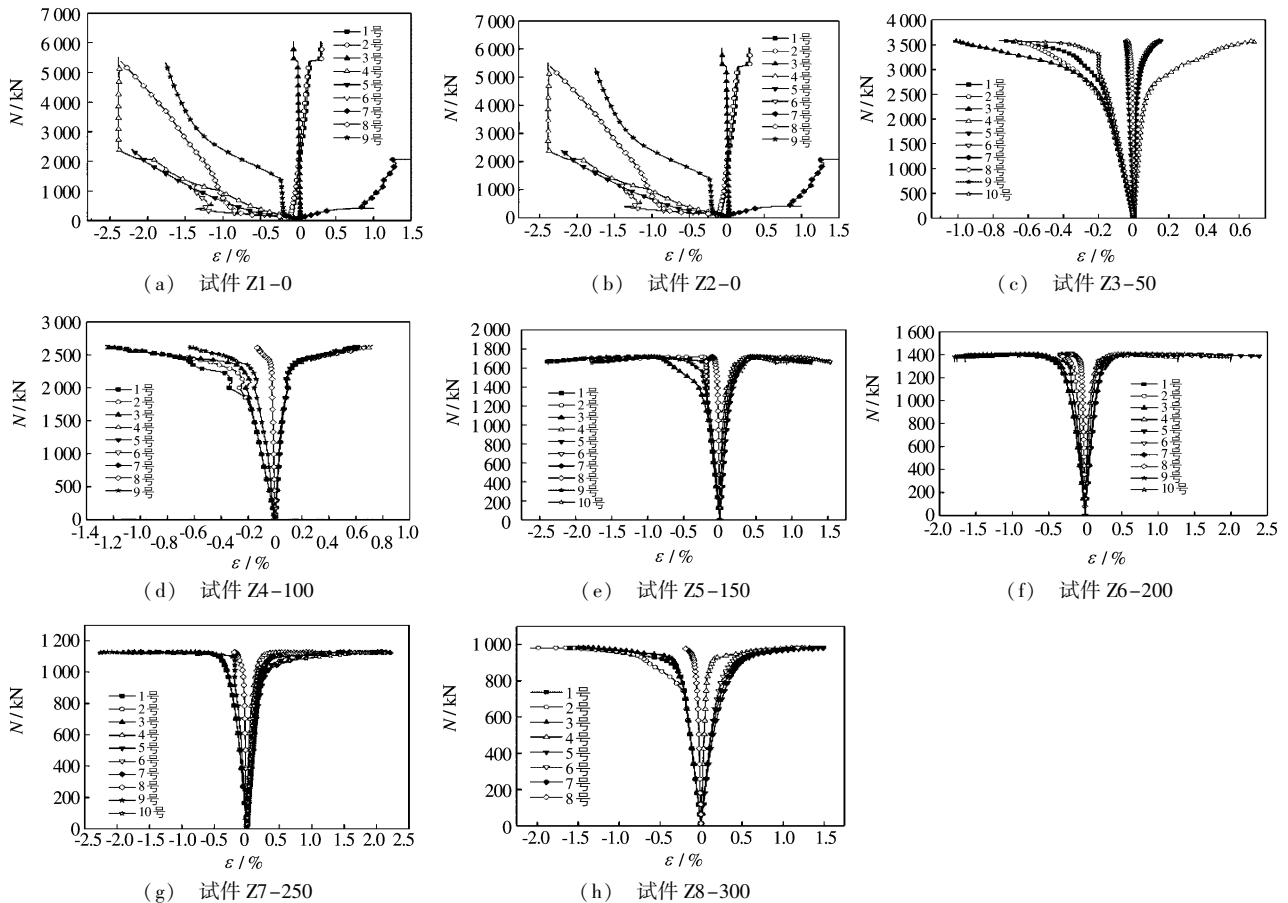 7 000
6 000
5 000
4 000
3 000
2 000
1 000
0
N / kN
1号
2号
3号
4号
5号
6号
7号
8号
9号
-2.5 -2.0 -1.5 -1.0 -0.5 0 0.5 1.0 1.5
ε / %
(a) 试件 Z1-0
7 000
6 000
5 000
4 000
3 000
2 000
1 000
0
N / kN
1号
2号
3号
4号
5号
6号
7号
8号
9号
-2.5 -2.0 -1.5 -1.0 -0.5 0 0.5 1.0 1.5
ε / %
(b) 试件 Z2-0
4 000
3 500
3 000
2 500
2 000
1 500
1 000
500
0
N / kN
1号
2号
3号
4号
5号
6号
7号
8号
9号
10号
-1.0 -0.8 -0.6 -0.4 -0.2 0 0.2 0.4 0.6
ε / %
(c) 试件 Z3-50
3 000
2 500
2 000
1 500
1 000
500
0
N / kN
1号
2号
3号
4号
5号
6号
7号
8号
9号
-1.4 -1.2 -1.0 -0.8 -0.6 -0.4 -0.2 0 0.2 0.4 0.6 0.8 1.0
ε / %
(d) 试件 Z4-100
2 000
1 800
1 600
1 400
1 200
1 000
800
600
400
200
0
N / kN
1号
2号
3号
4号
5号
6号
7号
8号
9号
10号
-2.5 -2.0 -1.5 -1.0 -0.5 0 0.5 1.0 1.5
ε / %
(e) 试件 Z5-150
1 600
1 400
1 200
1 000
800
600
400
200
0
N / kN
1号
2号
3号
4号
5号
6号
7号
8号
9号
10号
-2.0 -1.5 -1.0 -0.5 0 0.5 1.0 1.5 2.0 2.5
ε / %
(f) 试件 Z6-200
1 200
1 000
800
600
400
200
0
N / kN
1号
2号
3号
4号
5号
6号
7号
8号
9号
10号
-2.5 -2.0 -1.5 -1.0 -0.5 0 0.5 1.0 1.5 2.0 2.5
ε / %
(g) 试件 Z7-250
1 000
800
600
400
200
0
N / kN
1号
2号
3号
4号
5号
6号
7号
8号
-2.0 -1.5 -1.0 -0.5 0 0.5 1.0 1.5
ε / %
(h) 试件 Z8-300